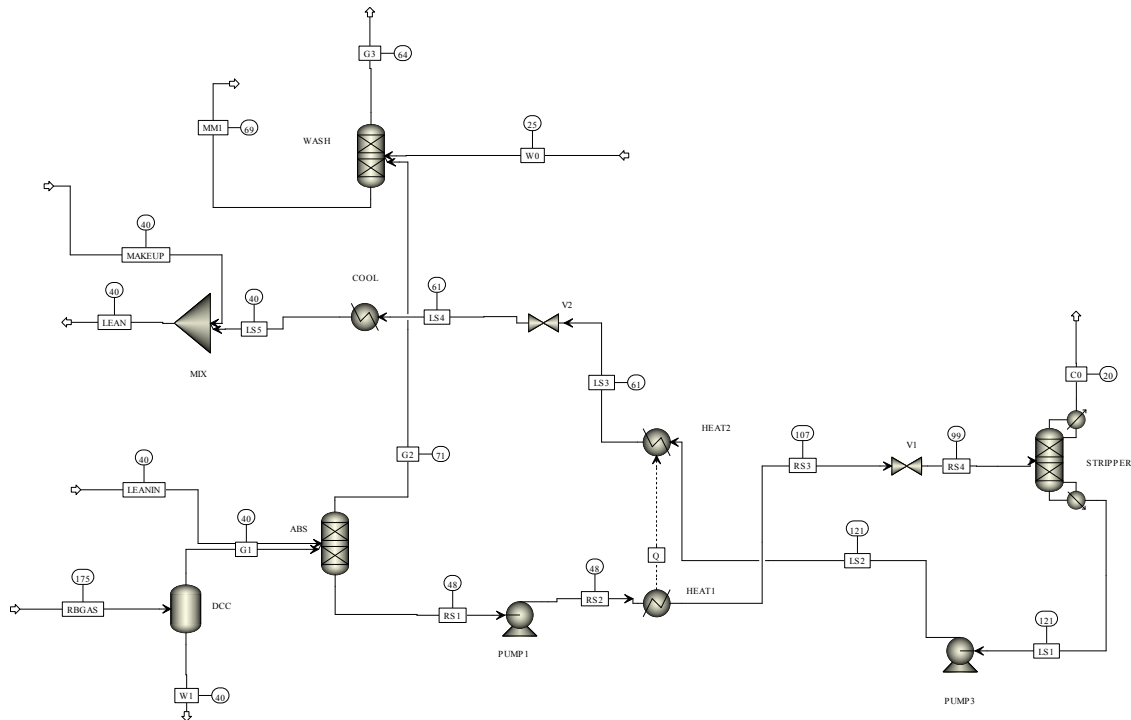 G3
64
MM1
69
WASH
25
W0
40
MAKEUP
COOL
61
40
40
V2
LEAN
LS5
LS4
C0
20
MIX
LS3
61
HEAT2
107
99
V1
RS3
RS4
STRIPPER
G2
71
40
LEANIN
ABS
40
G1
121
LS2
Q
175
RBGAS
DCC
48
48
RS1
RS2
HEAT1
121
LS1
PUMP1
W1
40
PUMP3